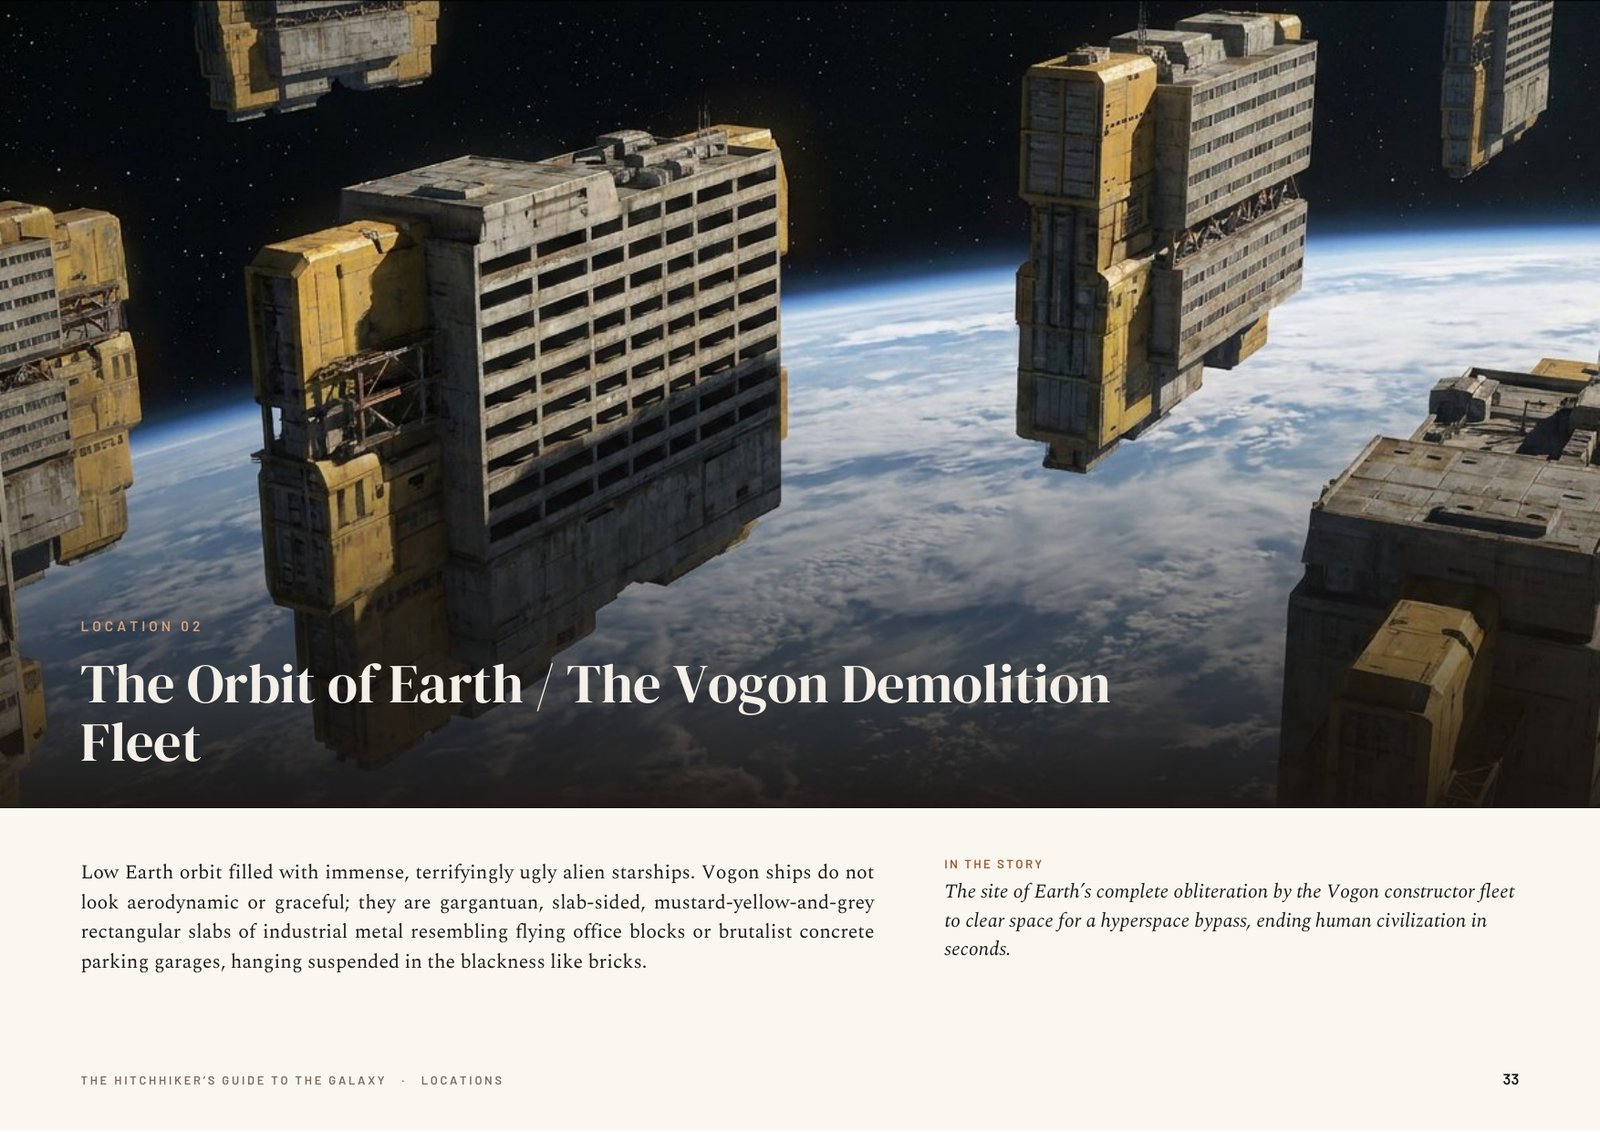 LOCATION 02
The Orbit of Earth / The Vogon Demolition
Fleet
Low Earth orbit filled with immense, terrifyingly ugly alien starships. Vogon ships do not
look aerodynamic or graceful; they are gargantuan, slab-sided, mustard-yellow-and-grey
rectangular slabs of industrial metal resembling flying office blocks or brutalist concrete
parking garages, hanging suspended in the blackness like bricks.
IN THE STORY
The site of Earth’s complete obliteration by the Vogon constructor fleet
to clear space for a hyperspace bypass, ending human civilization in
seconds.
THE HITCHHIKER’S GUIDE TO THE GALAXY · LOCATIONS
33